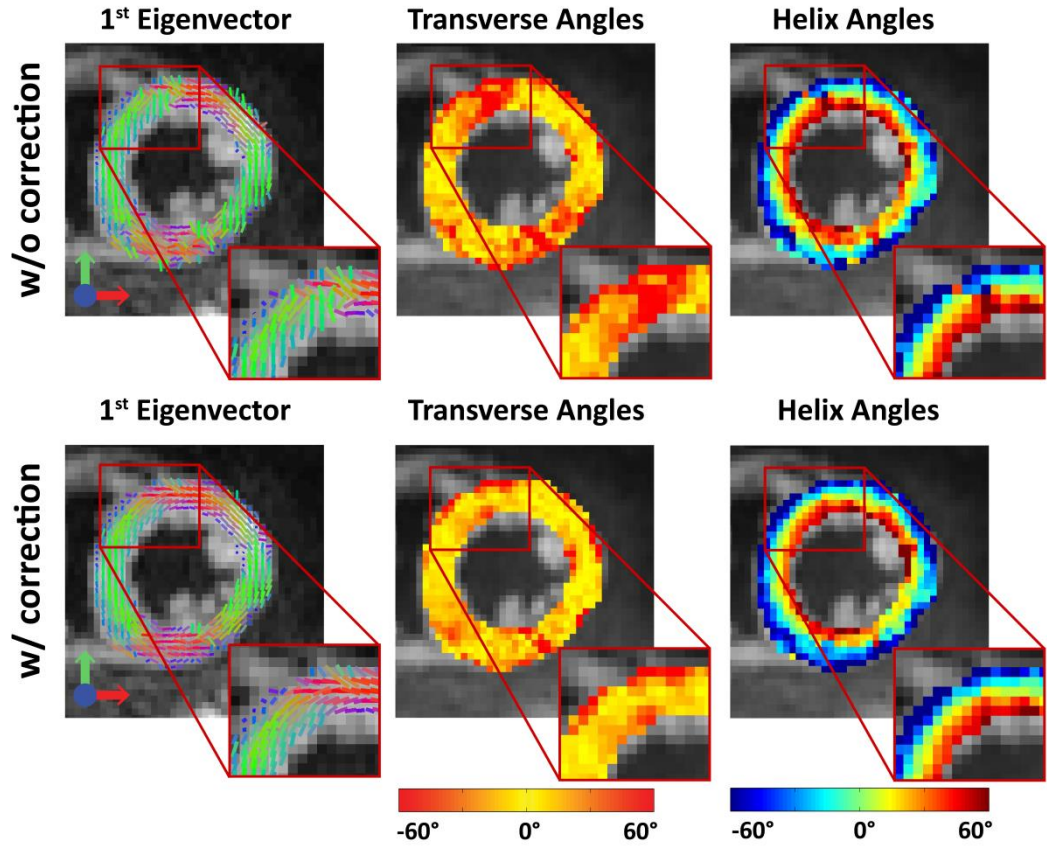 1st Eigenvector
Transverse Angles
Helix Angles
w/o correction
1st Eigenvector
Transverse Angles
Helix Angles
w/ correction
-60° 0° 60°
-60° 0° 60°